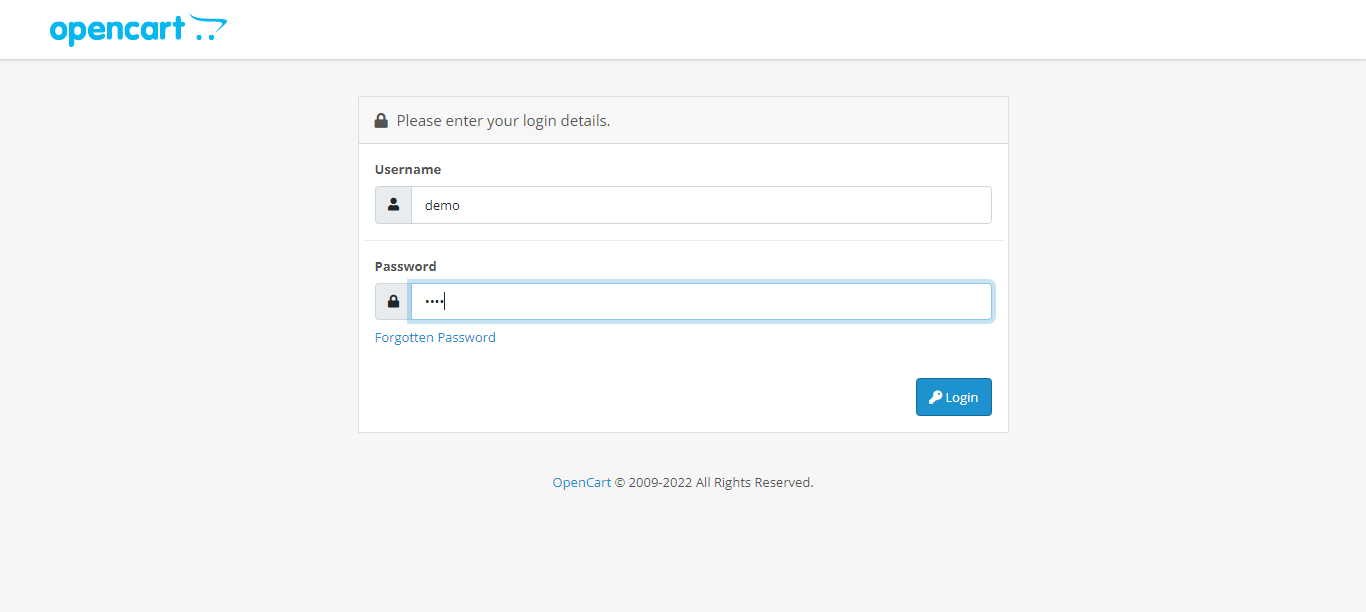 opencart
Please enter your login details.
Username
demo
Password
••••
Forgotten Password
Login
OpenCart © 2009-2022 All Rights Reserved.